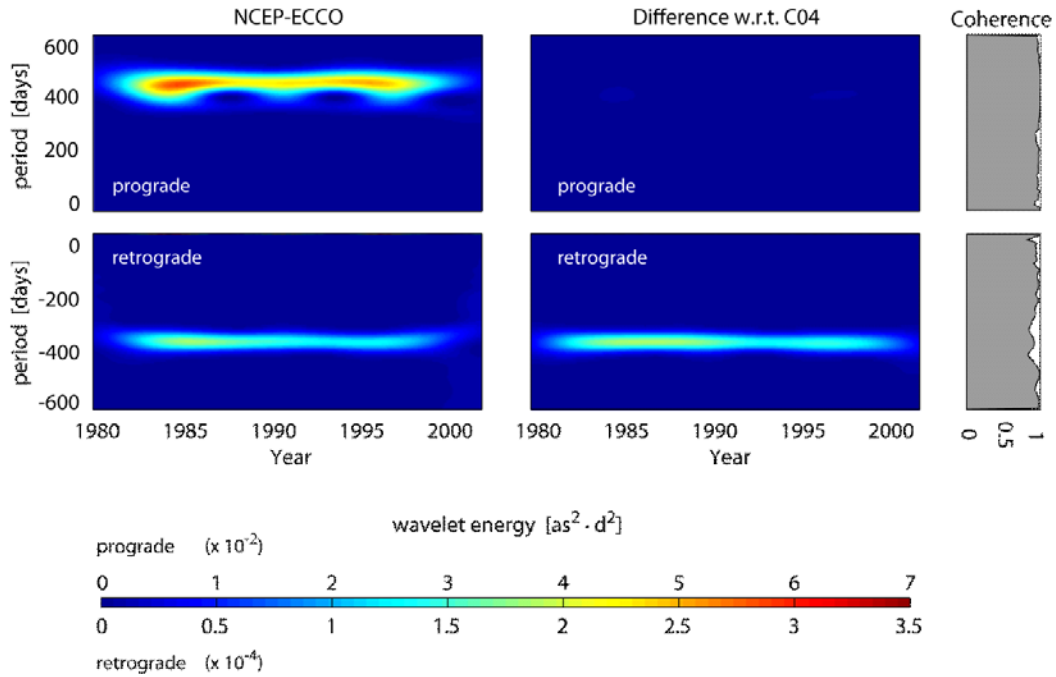 NCEP-ECCO
Difference w.r.t. C04
Coherence
600
400
200
0
period [days]
prograde
prograde
0
-200
-400
-600
period [days]
retrograde
retrograde
1980 1985 1990 1995 2000
Year
1980 1985 1990 1995 2000
Year
0 0.5 1
wavelet energy [as² · d²]
prograde (x 10⁻²)
0 1 2 3 4 5 6 7
0 0.5 1 1.5 2 2.5 3 3.5
retrograde (x 10⁻⁴)